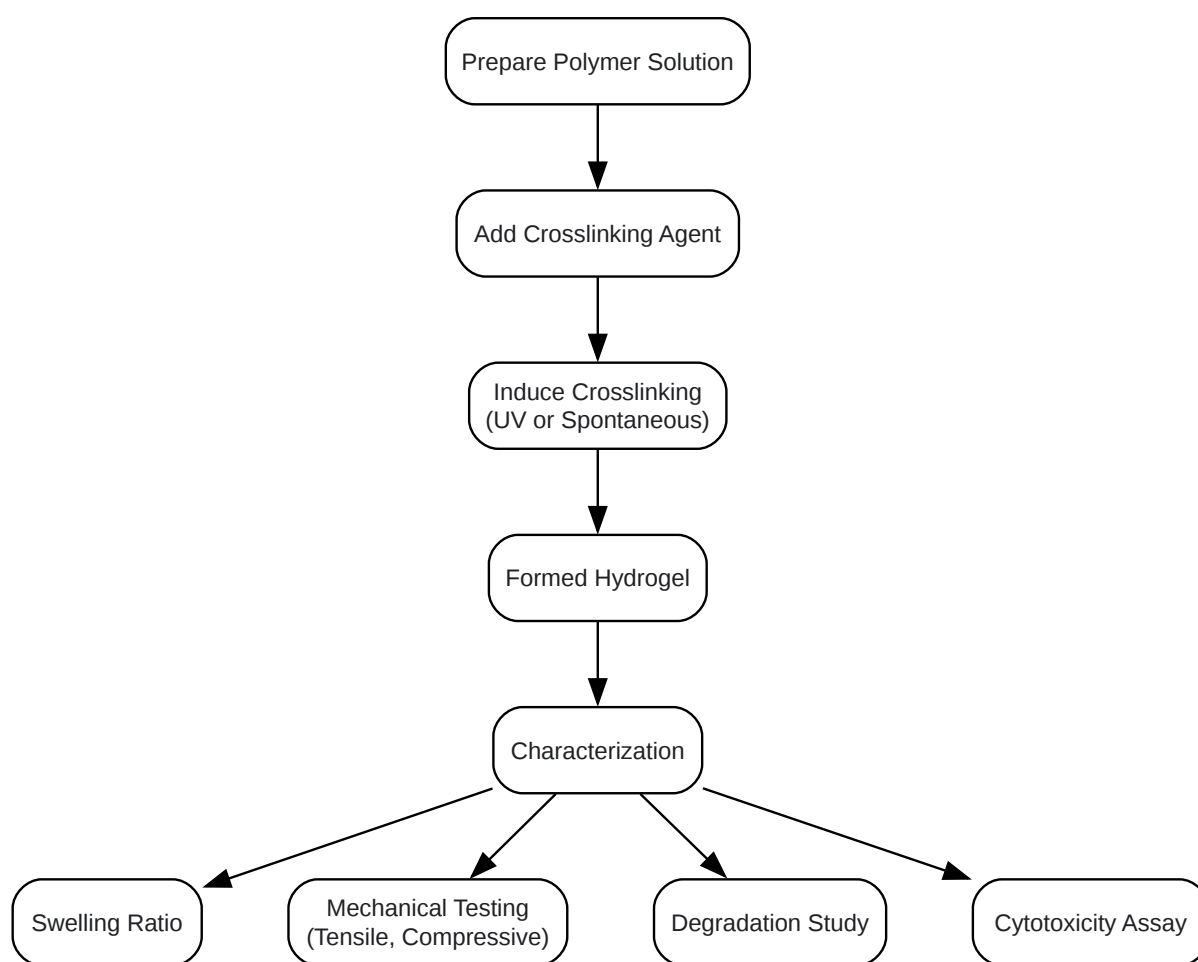 Prepare Polymer Solution
Add Crosslinking Agent
Induce Crosslinking
(UV or Spontaneous)
Formed Hydrogel
Characterization
Swelling Ratio
Mechanical Testing
(Tensile, Compressive)
Degradation Study
Cytotoxicity Assay